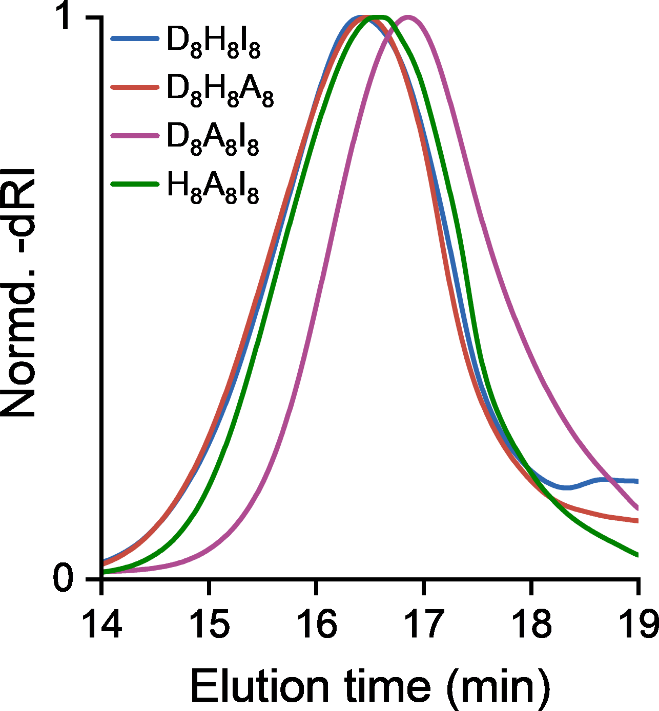 1
D₈H₈I₈
D₈H₈A₈
D₈A₈I₈
H₈A₈I₈
Normd. -dRI
0
14 15 16 17 18 19
Elution time (min)